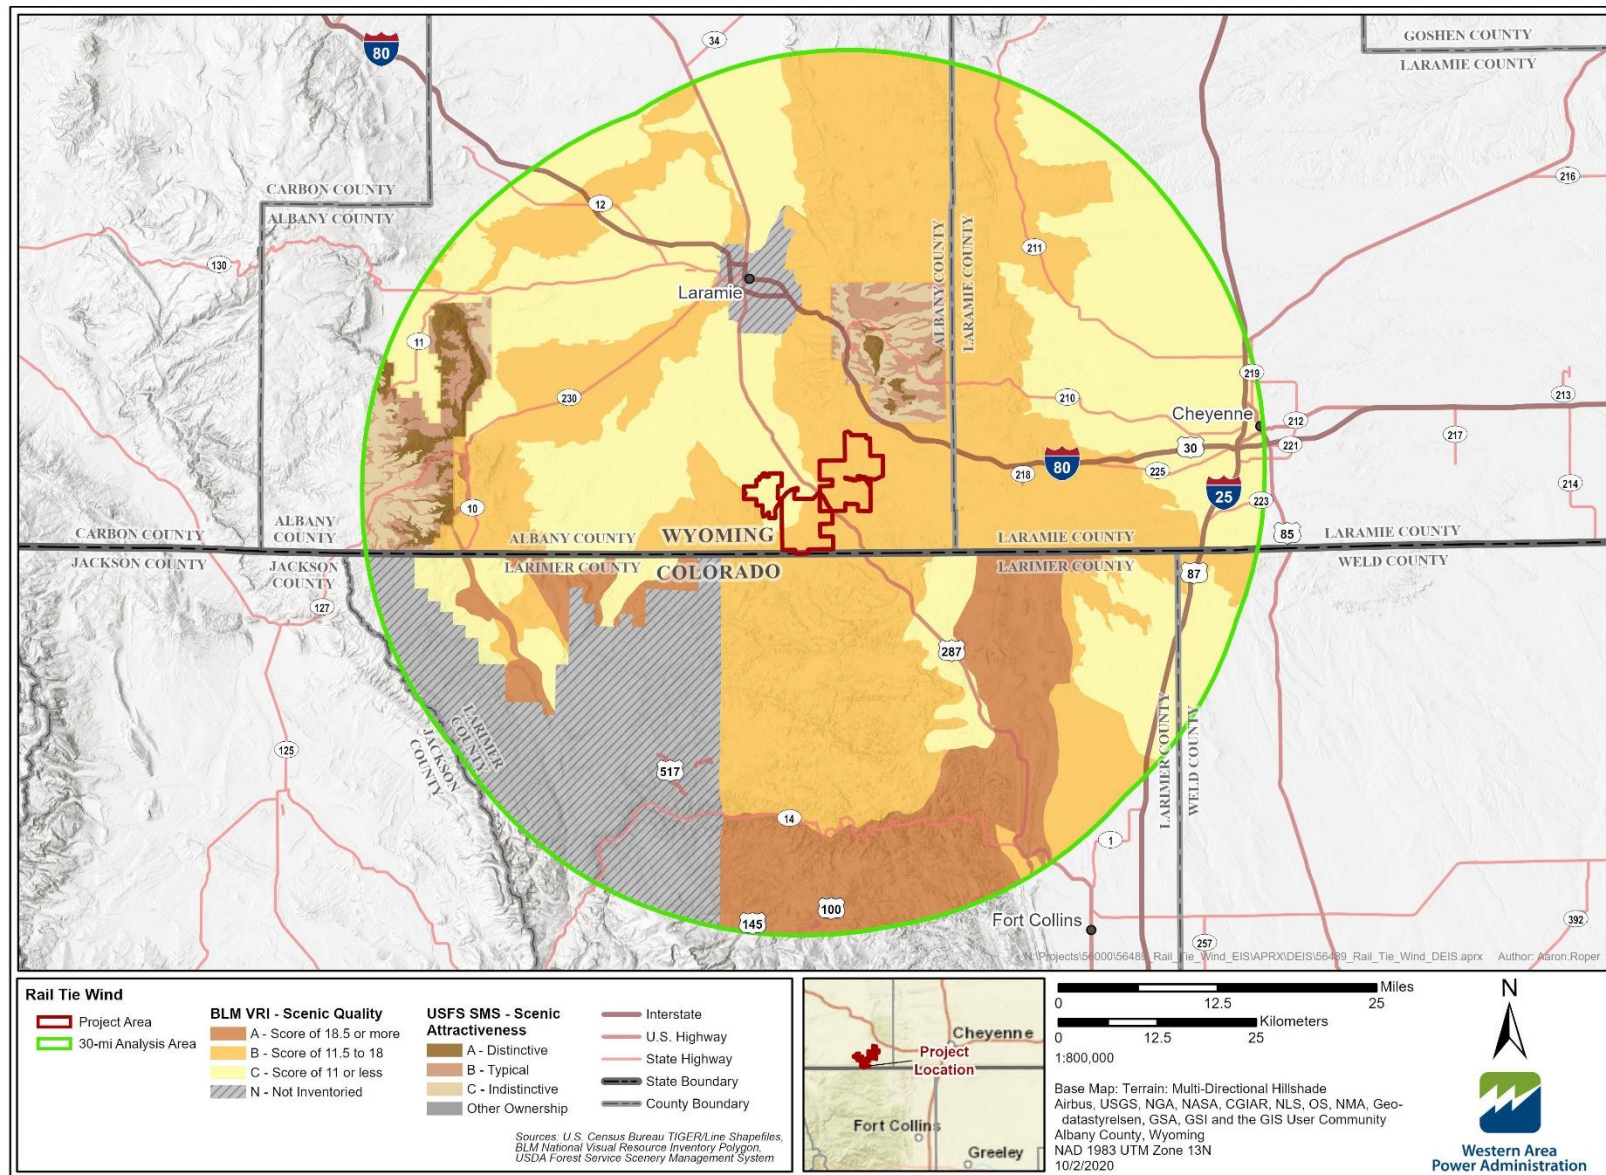 GOSHEN COUNTY
LARAMIE COUNTY
80
34
CARBON COUNTY
ALBANY COUNTY
12
130
216
211
ALBANY COUNTY
LARAMIE COUNTY
Laramie
11
230
219
210
Cheyenne
212
213
221
217
30
80
218
225
25
223
214
10
85
CARBON COUNTY
JACKSON COUNTY
ALBANY
COUNTY
JACKSON
COUNTY
ALBANY COUNTY
LARIMER COUNTY
WYOMING
COLORADO
LARAMIE COUNTY
LARIMER COUNTY
LARAMIE COUNTY
WELD COUNTY
87
127
287
LARIMER
COUNTY
JACKSON
COUNTY
125
517
LARIMER COUNTY
WELD COUNTY
14
1
145
100
Fort Collins
257
392
N:\Projects\56000\56489_Rail_Tie_Wind_EIS\APRX\DEIS\56489_Rail_Tie_Wind_DEIS.aprx Author: Aaron.Roper
Rail Tie Wind
Project Area
30-mi Analysis Area
BLM VRI - Scenic Quality
A - Score of 18.5 or more
B - Score of 11.5 to 18
C - Score of 11 or less
N - Not Inventoried
USFS SMS - Scenic
Attractiveness
A - Distinctive
B - Typical
C - Indistinctive
Other Ownership
Interstate
U.S. Highway
State Highway
State Boundary
County Boundary
Sources: U.S. Census Bureau TIGER/Line Shapefiles,
BLM National Visual Resource Inventory Polygon,
USDA Forest Service Scenery Management System
Cheyenne
Project
Location
Fort Collins
Greeley
Miles
0 12.5 25
Kilometers
0 12.5 25
1:800,000
Base Map: Terrain: Multi-Directional Hillshade
Airbus, USGS, NGA, NASA, CGIAR, NLS, OS, NMA, Geo-
datastyrelsen, GSA, GSI and the GIS User Community
Albany County, Wyoming
NAD 1983 UTM Zone 13N
10/2/2020
N
Western Area
Power Administration